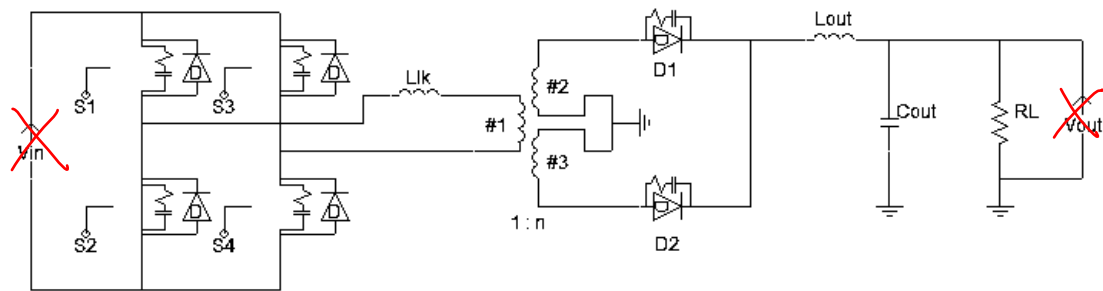 S1
S3
Vin
S2
S4
D
D
D
D
Llk
#1
#2
#3
1 : n
D
D1
D
D2
Lout
Cout
RL
Vout